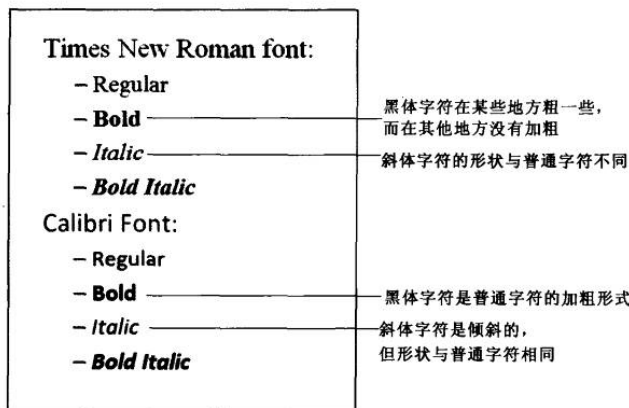 Times New Roman font:
– Regular
– Bold
黑体字符在某些地方粗一些，
而在其他地方没有加粗
– Italic
斜体字符的形状与普通字符不同
– Bold Italic
Calibri Font:
– Regular
– Bold
黑体字符是普通字符的加粗形式
– Italic
斜体字符是倾斜的，
但形状与普通字符相同
– Bold Italic